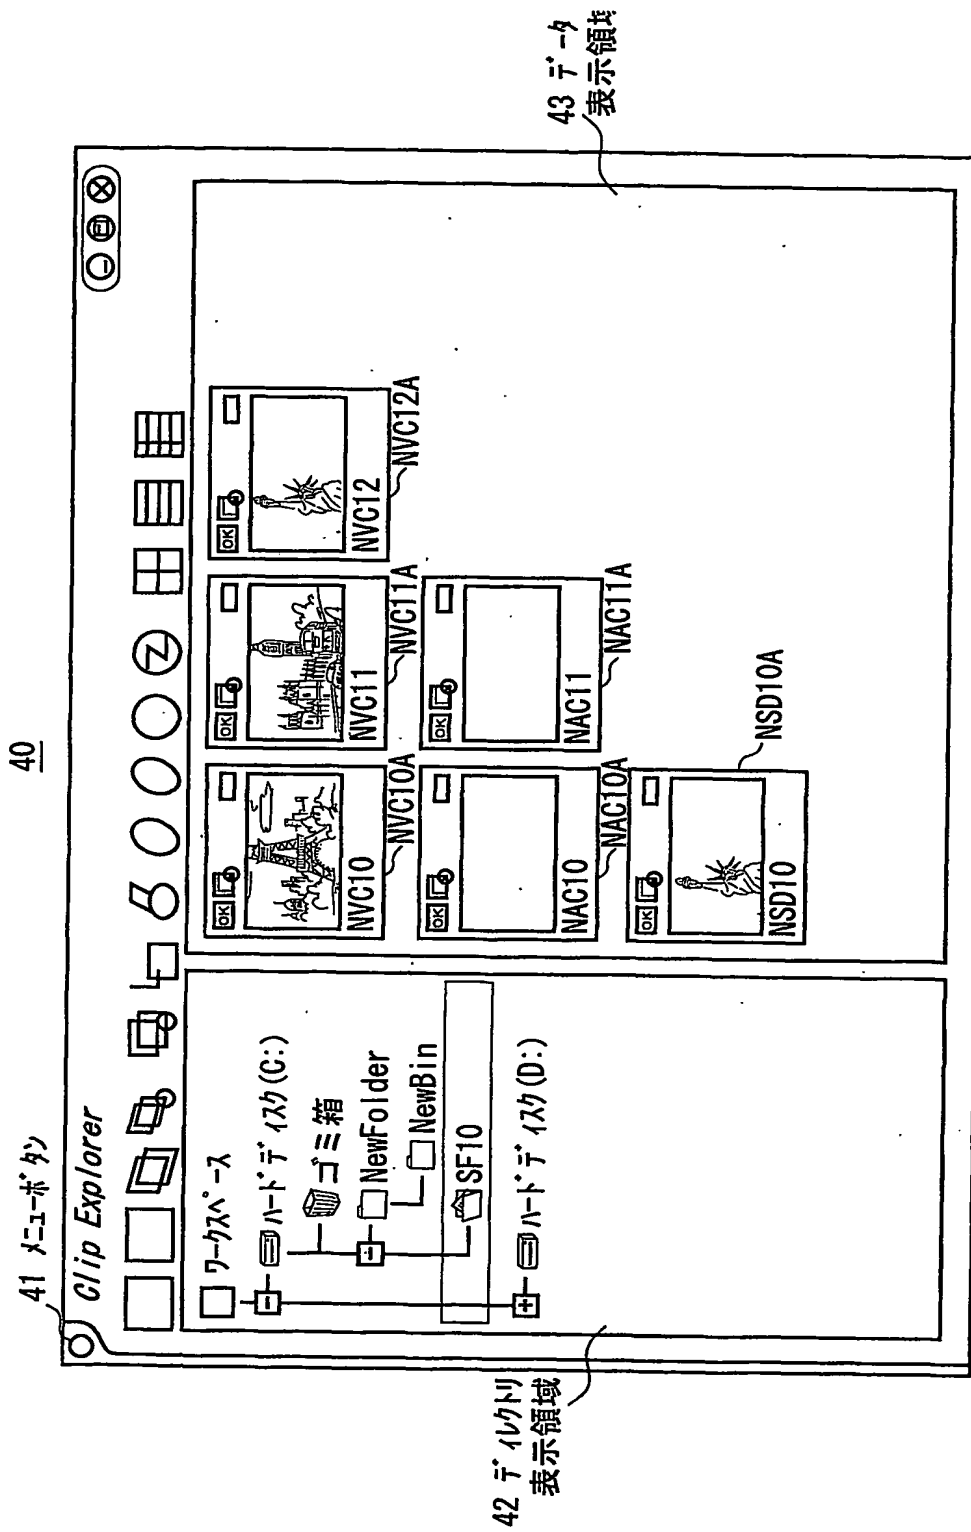 40
41 メニューボタン
Clip Explorer
ワークスペース
ハードディスク(C:)
ゴミ箱
NewFolder
NewBin
SF10
ハードディスク(D:)
42 ディレクトリ
表示領域
43 データ
表示領域
OK
NVC10
NVC10A
OK
NVC11
NVC11A
OK
NVC12
NVC12A
OK
NAC10
NAC10A
OK
NAC11
NAC11A
OK
NSD10
NSD10A
Z